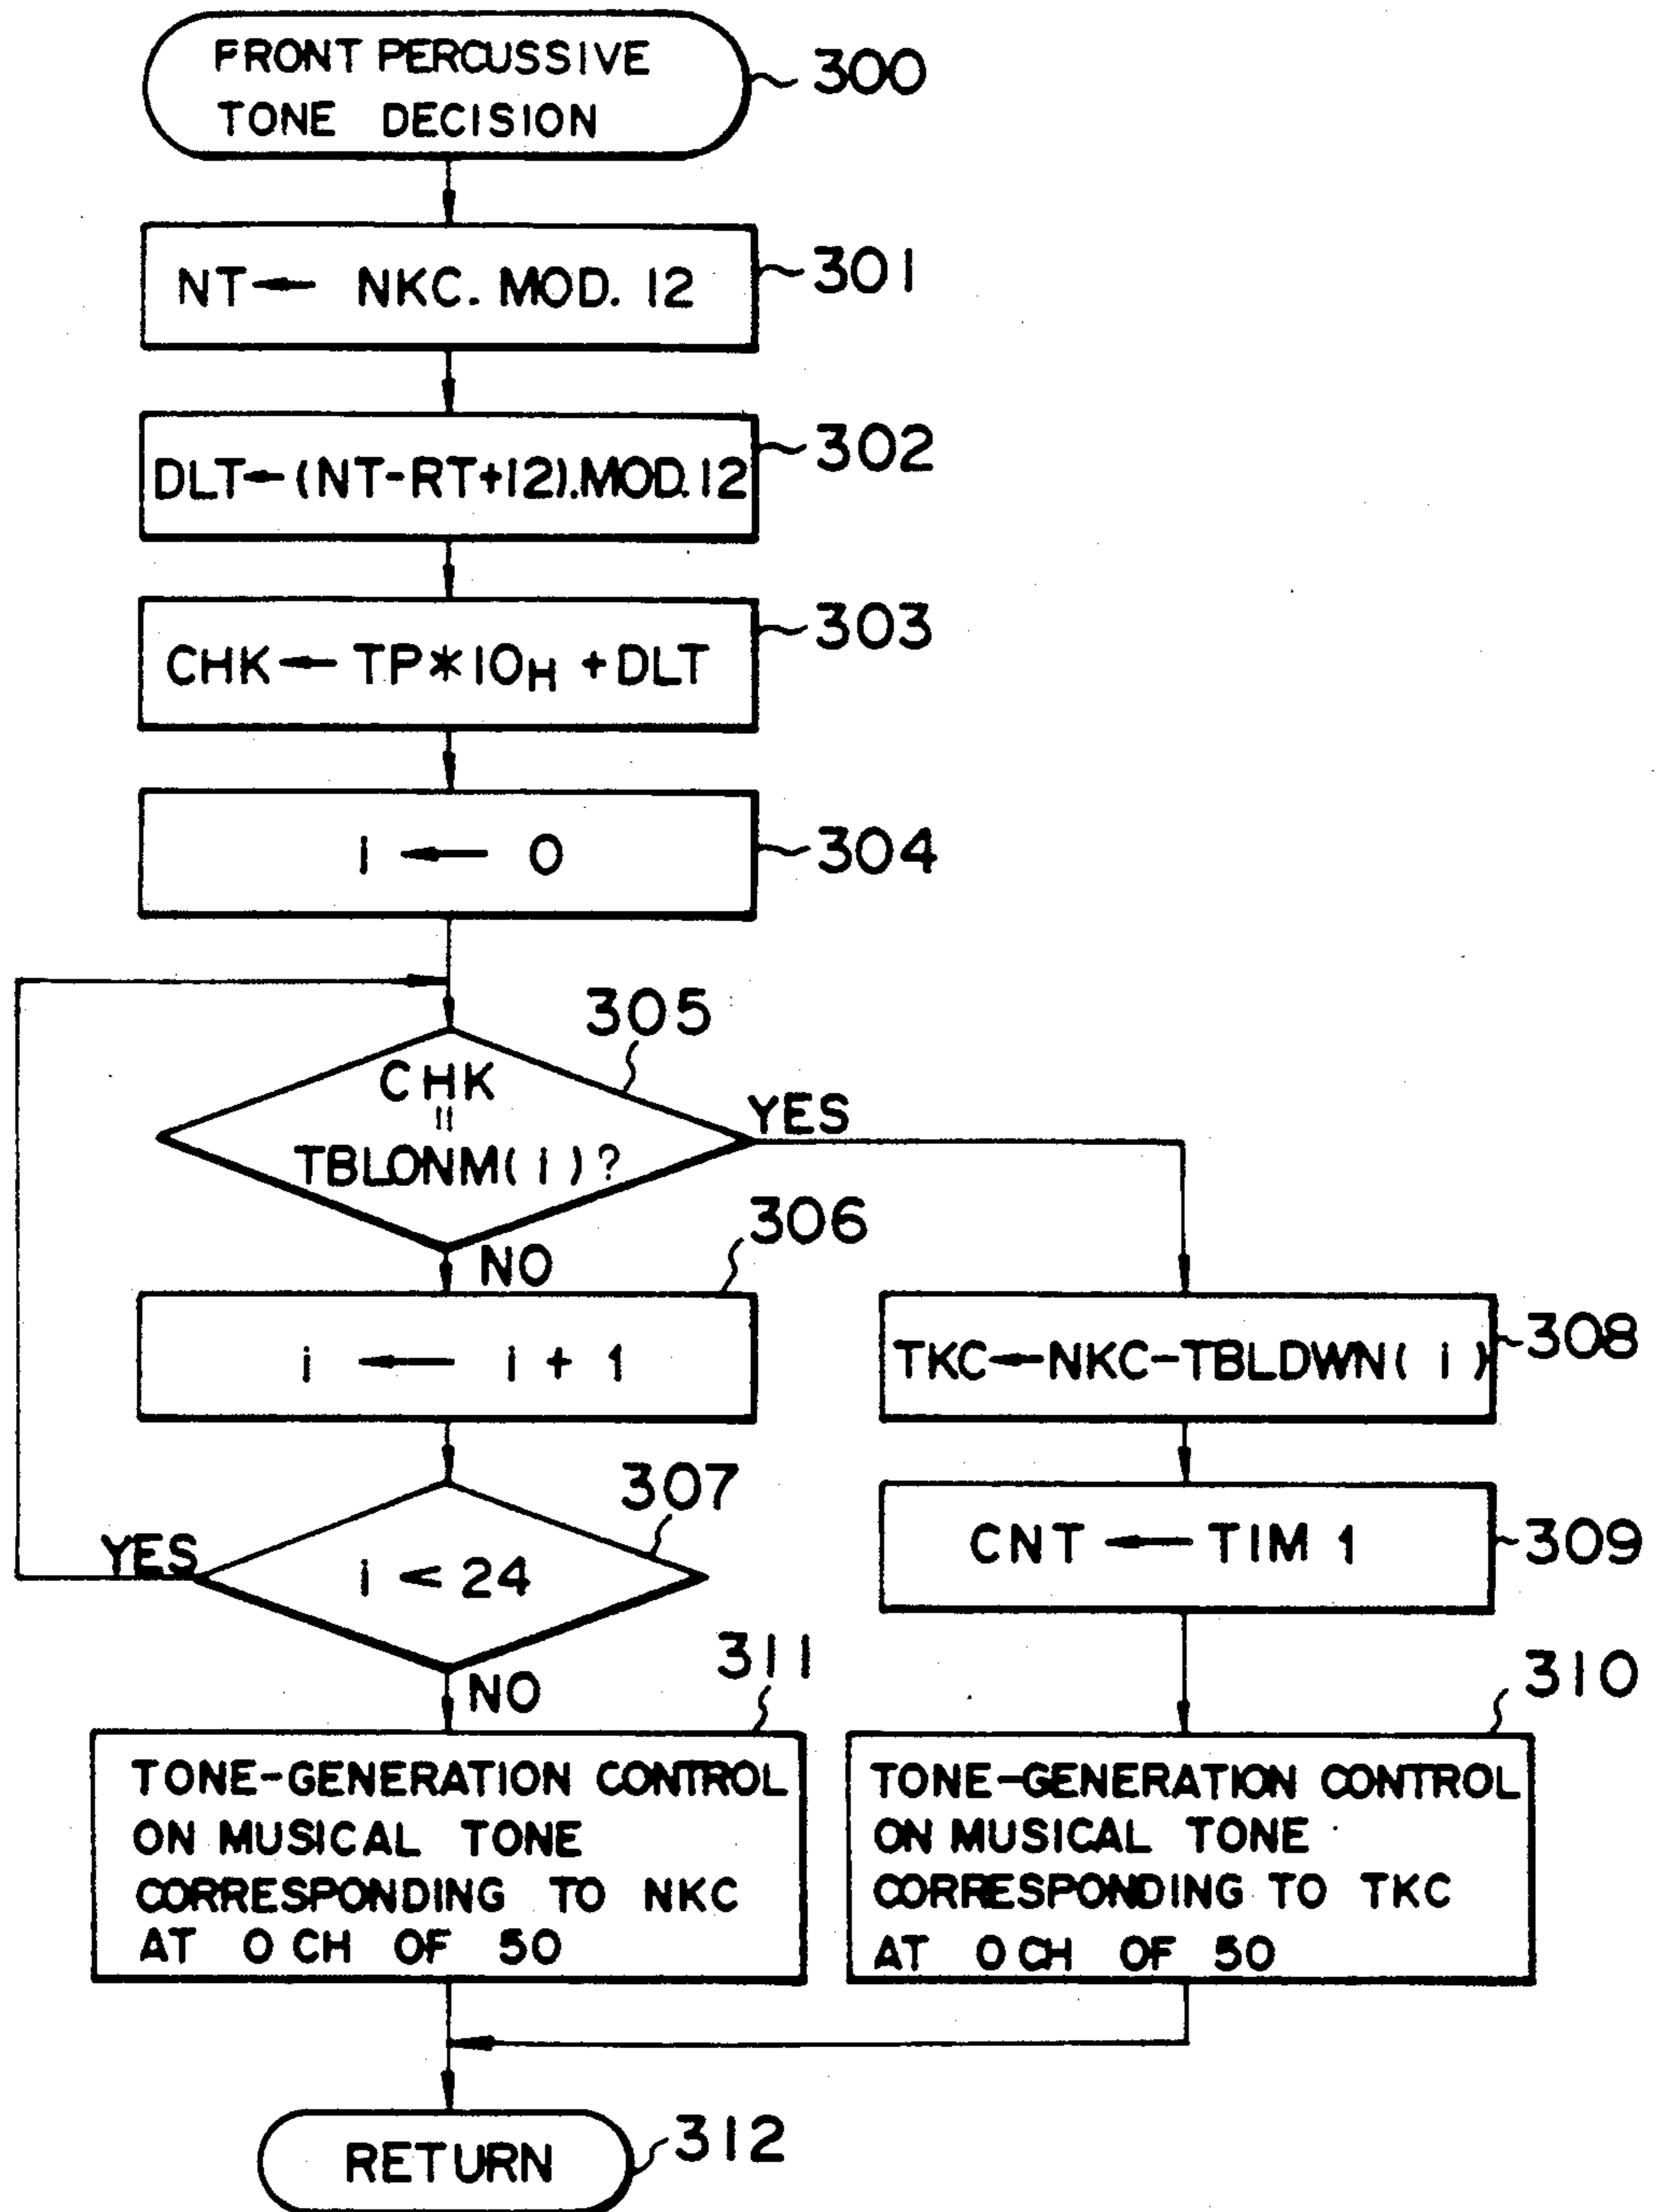 FRONT PERCUSSIVE
TONE DECISION
300
NT← NKC. MOD. 12
301
DLT←(NT-RT+12).MOD.12
302
CHK← TP*10H +DLT
303
i ← 0
304
305
CHK
=
TBLONM(i)?
YES
NO
306
i ← i + 1
TKC←NKC-TBLDWN(i)
308
307
YES
i < 24
CNT ← TIM 1
309
NO
311
310
TONE-GENERATION CONTROL
ON MUSICAL TONE
CORRESPONDING TO NKC
AT 0 CH OF 50
TONE-GENERATION CONTROL
ON MUSICAL TONE
CORRESPONDING TO TKC
AT 0 CH OF 50
RETURN
312